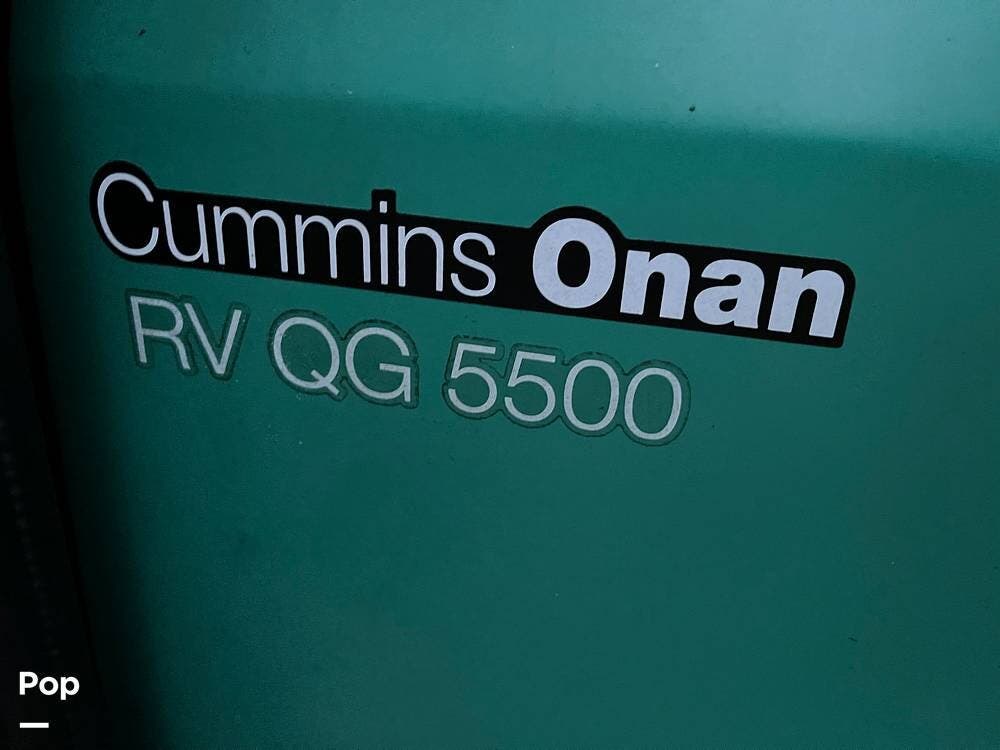 Cummins Onan
RV QG 5500
Pop